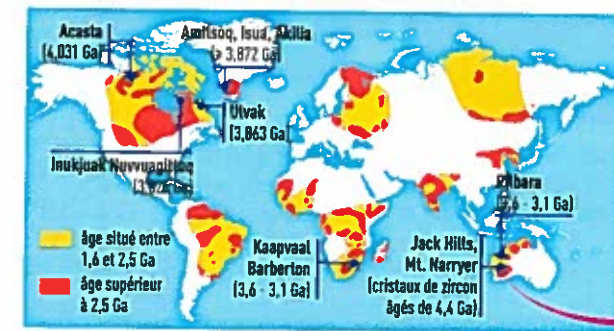 Acasta
(4,031 Ga)
Amitsoq, Isua, Akilia
(> 3,872 Ga)
Ulvak
(3,863 Ga)
Inukjuak Nuvvuagittuq
Pilbara
(3,6 - 3,1 Ga)
Kaapvaal
Barberton
(3,6 - 3,1 Ga)
Jack Hills,
Mt. Narryer
(cristaux de zircon
âgés de 4,4 Ga)
âge situé entre
1,6 et 2,5 Ga
âge supérieur
à 2,5 Ga